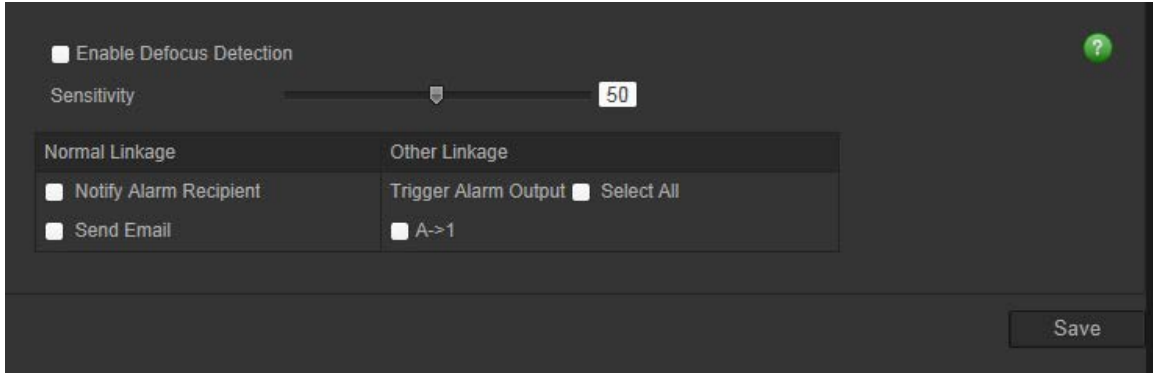 Enable Defocus Detection
?
Sensitivity 50
Normal Linkage Other Linkage
Notify Alarm Recipient Trigger Alarm Output Select All
Send Email A->1
Save